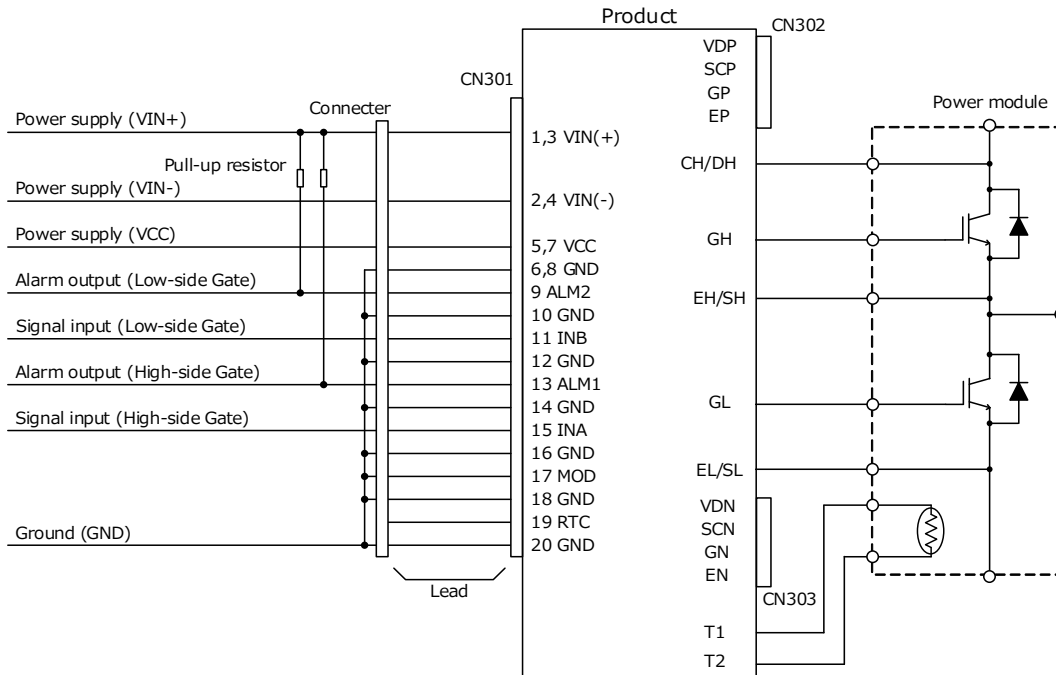 Product
CN302
CN301
Connecter
Power module
Power supply (VIN+)
Pull-up resistor
Power supply (VIN-)
Power supply (VCC)
Alarm output (Low-side Gate)
Signal input (Low-side Gate)
Alarm output (High-side Gate)
Signal input (High-side Gate)
Ground (GND)
Lead
1,3 VIN(+)
2,4 VIN(-)
5,7 VCC
6,8 GND
9 ALM2
10 GND
11 INB
12 GND
13 ALM1
14 GND
15 INA
16 GND
17 MOD
18 GND
19 RTC
20 GND
VDP
SCP
GP
EP
CH/DH
GH
EH/SH
GL
EL/SL
VDN
SCN
GN
EN
CN303
T1
T2